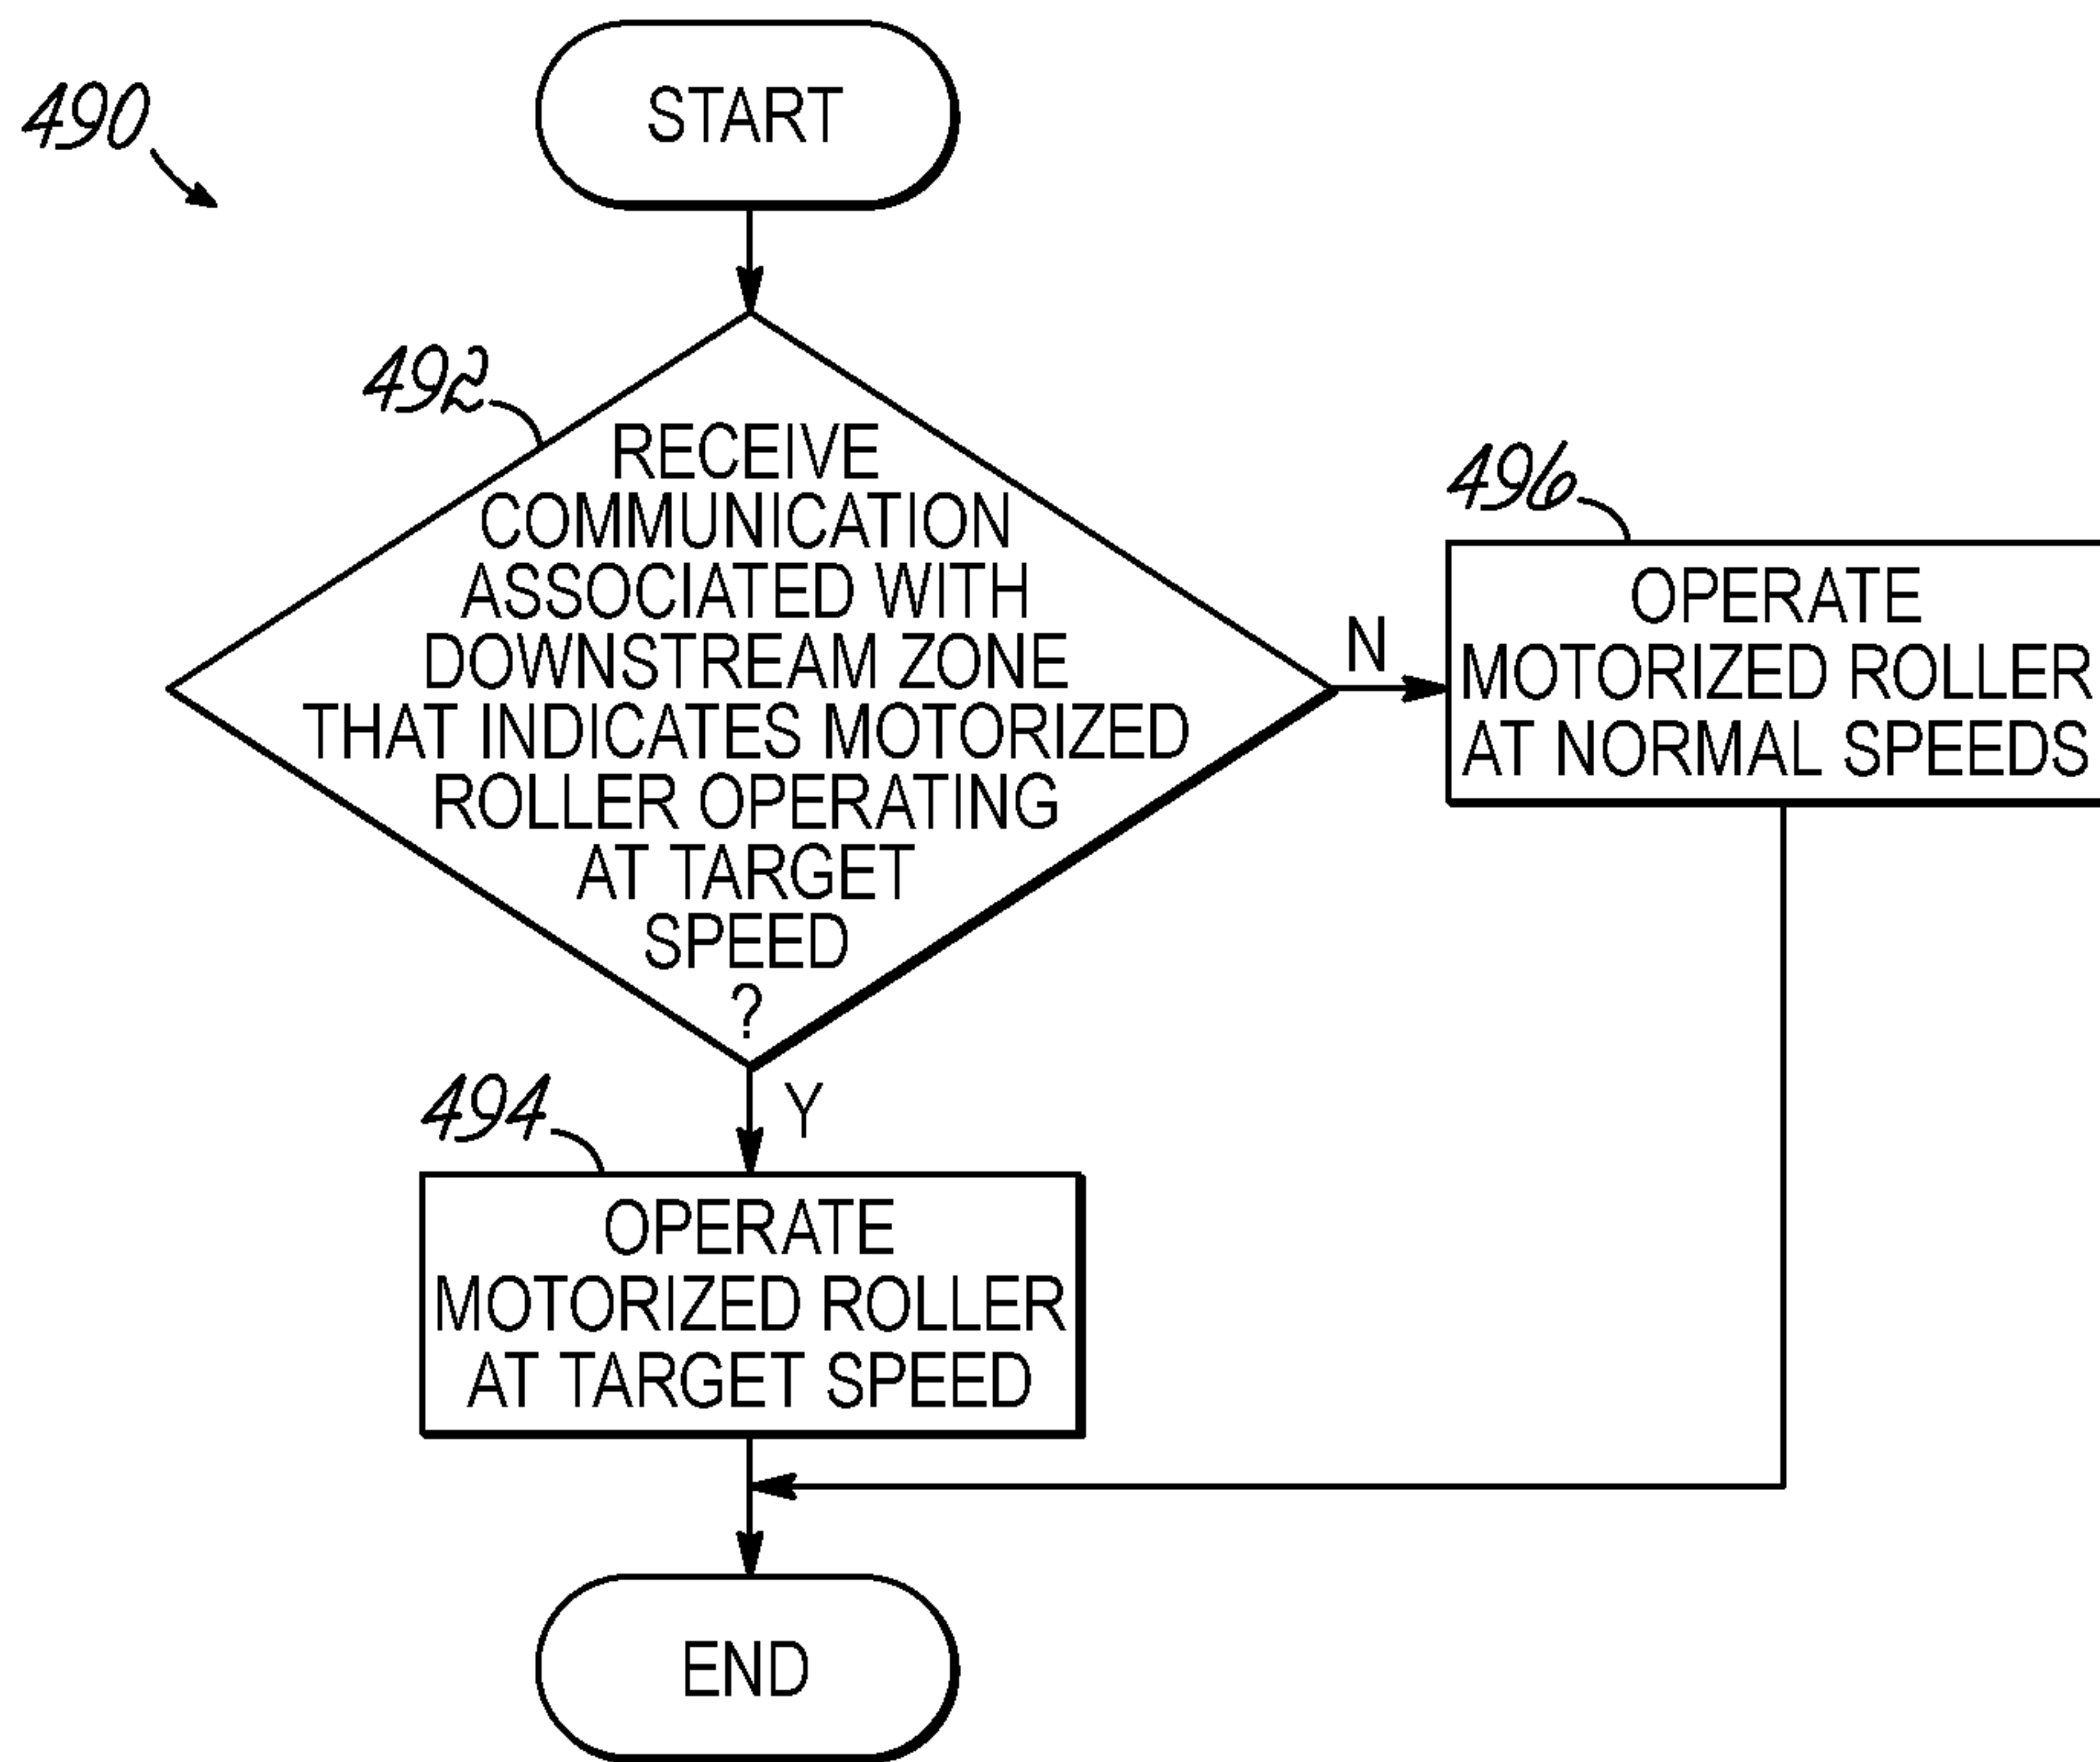 490
START
492
RECEIVE
COMMUNICATION
ASSOCIATED WITH
DOWNSTREAM ZONE
THAT INDICATES MOTORIZED
ROLLER OPERATING
AT TARGET
SPEED
?
N
496
OPERATE
MOTORIZED ROLLER
AT NORMAL SPEEDS
Y
494
OPERATE
MOTORIZED ROLLER
AT TARGET SPEED
END